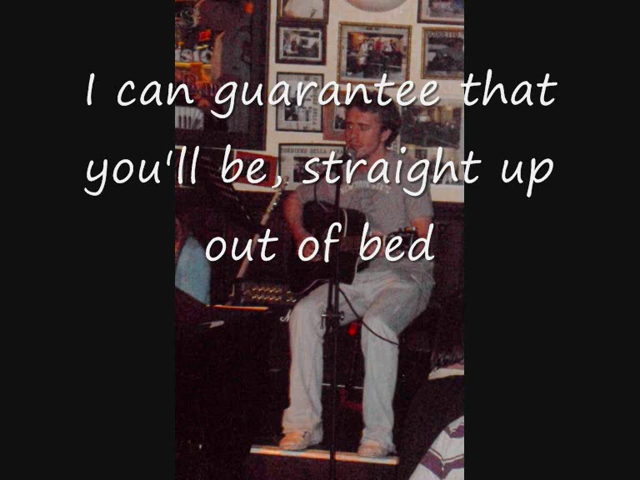 I can guarantee that
you'll be, straight up
out of bed